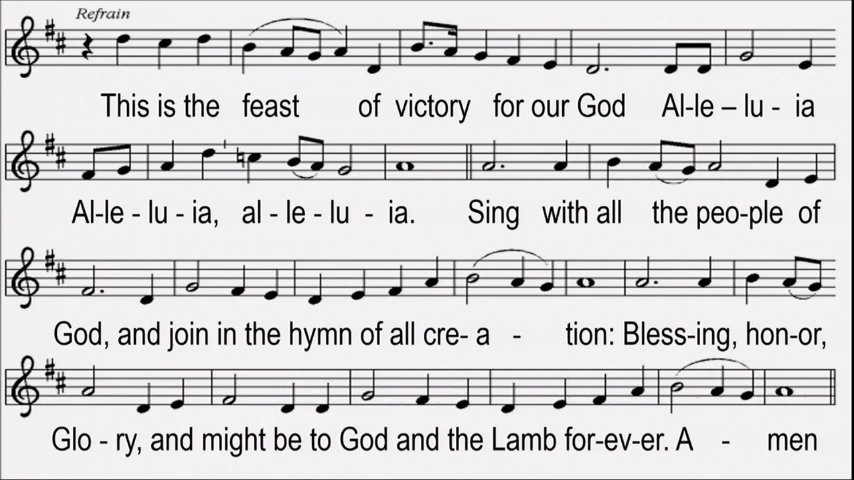 Refrain
This is the feast of victory for our God Al-le – lu - ia
Al-le - lu - ia, al - le - lu - ia. Sing with all the peo-ple of
God, and join in the hymn of all cre- a - tion: Bless-ing, hon-or,
Glo - ry, and might be to God and the Lamb for-ev-er. A - men